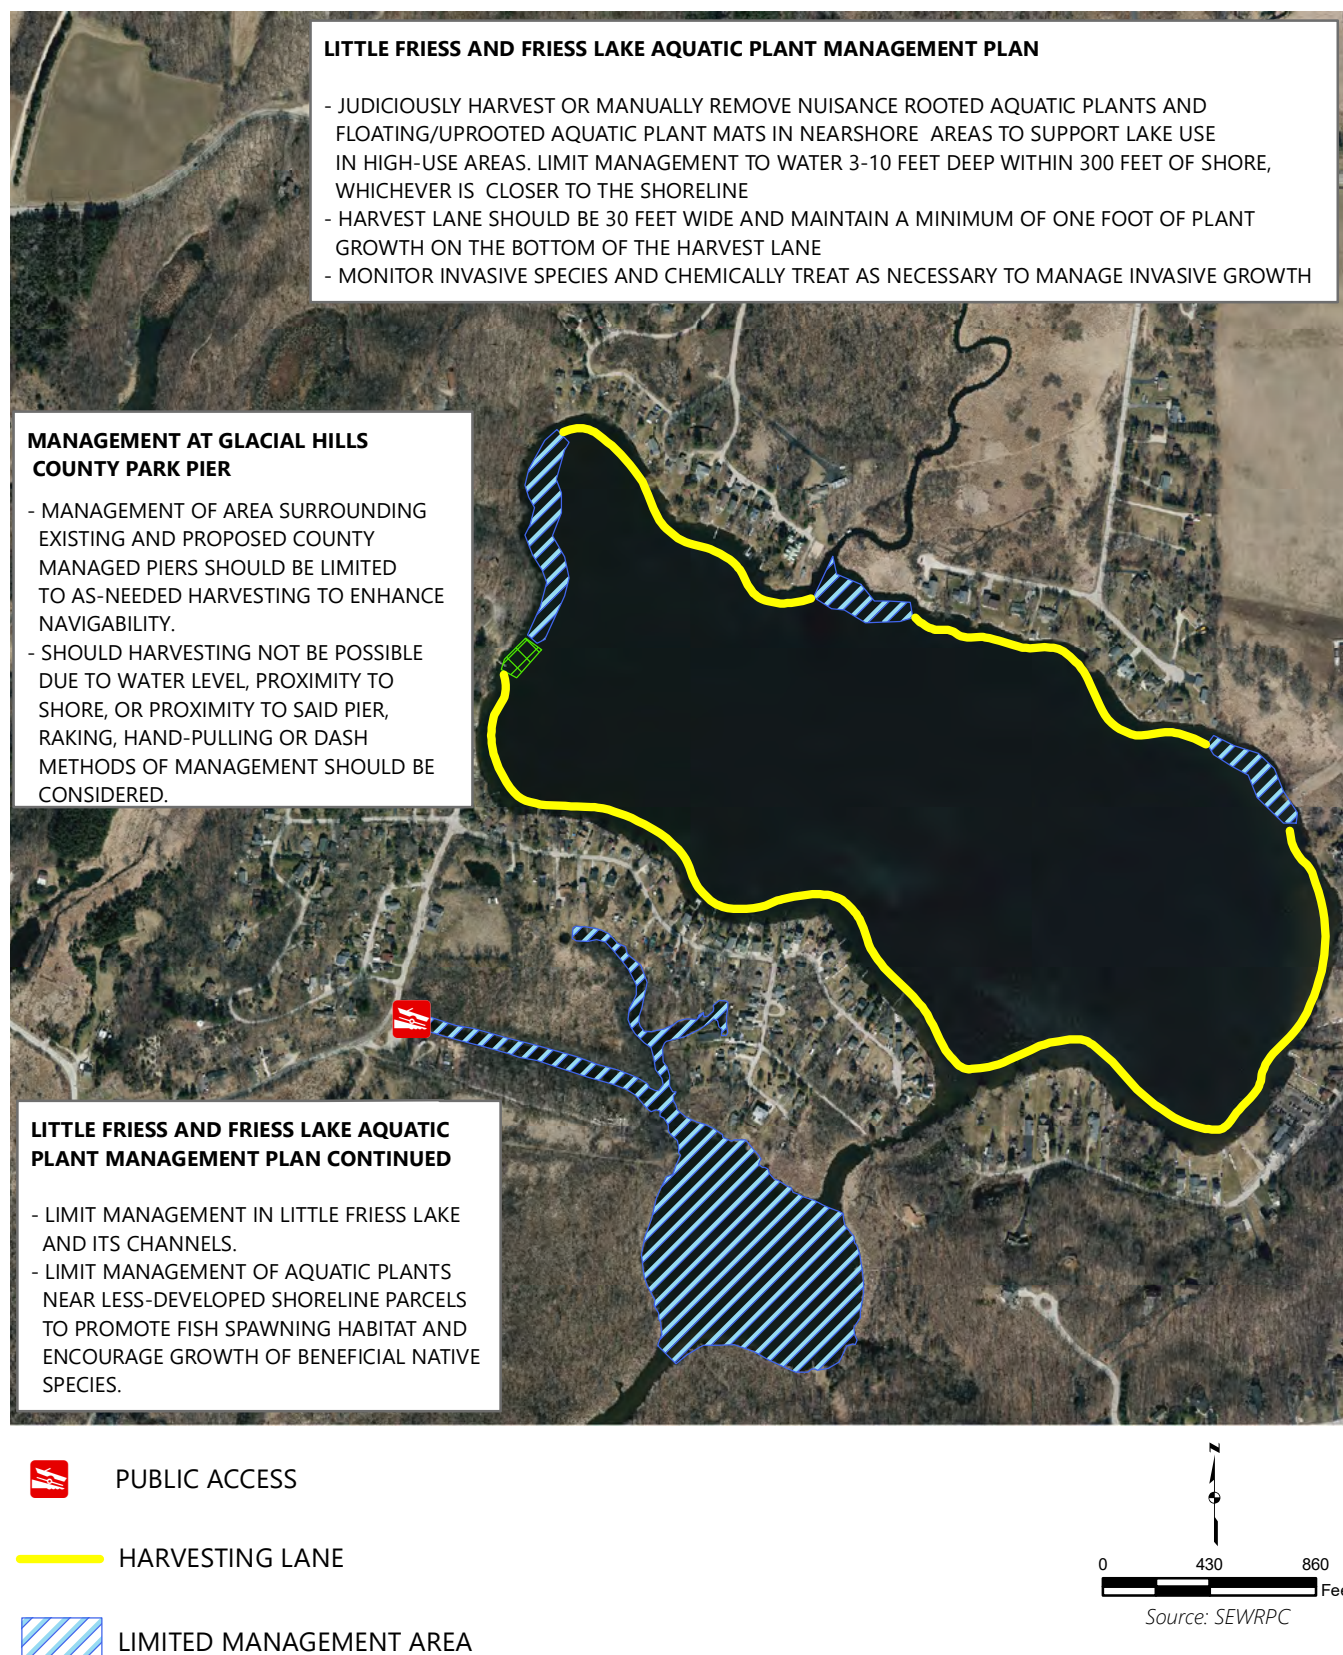 LITTLE FRIESS AND FRIESS LAKE AQUATIC PLANT MANAGEMENT PLAN
- JUDICIOUSLY HARVEST OR MANUALLY REMOVE NUISANCE ROOTED AQUATIC PLANTS AND
FLOATING/UPROOTED AQUATIC PLANT MATS IN NEARSHORE AREAS TO SUPPORT LAKE USE
IN HIGH-USE AREAS. LIMIT MANAGEMENT TO WATER 3-10 FEET DEEP WITHIN 300 FEET OF SHORE,
WHICHEVER IS CLOSER TO THE SHORELINE
- HARVEST LANE SHOULD BE 30 FEET WIDE AND MAINTAIN A MINIMUM OF ONE FOOT OF PLANT
GROWTH ON THE BOTTOM OF THE HARVEST LANE
- MONITOR INVASIVE SPECIES AND CHEMICALLY TREAT AS NECESSARY TO MANAGE INVASIVE GROWTH
MANAGEMENT AT GLACIAL HILLS
COUNTY PARK PIER
- MANAGEMENT OF AREA SURROUNDING
EXISTING AND PROPOSED COUNTY
MANAGED PIERS SHOULD BE LIMITED
TO AS-NEEDED HARVESTING TO ENHANCE
NAVIGABILITY.
- SHOULD HARVESTING NOT BE POSSIBLE
DUE TO WATER LEVEL, PROXIMITY TO
SHORE, OR PROXIMITY TO SAID PIER,
RAKING, HAND-PULLING OR DASH
METHODS OF MANAGEMENT SHOULD BE
CONSIDERED.
LITTLE FRIESS AND FRIESS LAKE AQUATIC
PLANT MANAGEMENT PLAN CONTINUED
- LIMIT MANAGEMENT IN LITTLE FRIESS LAKE
AND ITS CHANNELS.
- LIMIT MANAGEMENT OF AQUATIC PLANTS
NEAR LESS-DEVELOPED SHORELINE PARCELS
TO PROMOTE FISH SPAWNING HABITAT AND
ENCOURAGE GROWTH OF BENEFICIAL NATIVE
SPECIES.
PUBLIC ACCESS
HARVESTING LANE
LIMITED MANAGEMENT AREA
N
0 430 860
Fee
Source: SEWRPC